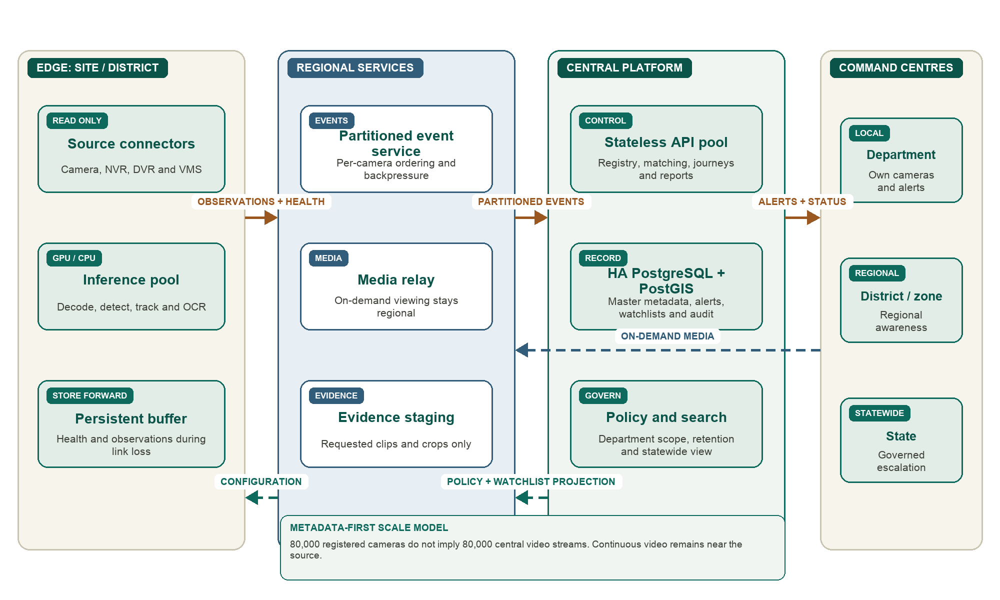 EDGE: SITE / DISTRICT
READ ONLY
Source connectors
Camera, NVR, DVR and VMS
GPU / CPU
Inference pool
Decode, detect, track and OCR
STORE FORWARD
Persistent buffer
Health and observations during
link loss
OBSERVATIONS + HEALTH
CONFIGURATION
REGIONAL SERVICES
EVENTS
Partitioned event
service
Per-camera ordering and
backpressure
MEDIA
Media relay
On-demand viewing stays
regional
EVIDENCE
Evidence staging
Requested clips and crops only
PARTITIONED EVENTS
POLICY + WATCHLIST PROJECTION
CENTRAL PLATFORM
CONTROL
Stateless API pool
Registry, matching, journeys
and reports
RECORD
HA PostgreSQL +
PostGIS
Master metadata, alerts,
watchlists and audit
ON-DEMAND MEDIA
GOVERN
Policy and search
Department scope, retention
and statewide view
ALERTS + STATUS
COMMAND CENTRES
LOCAL
Department
Own cameras
and alerts
REGIONAL
District / zone
Regional
awareness
STATEWIDE
State
Governed
escalation
METADATA-FIRST SCALE MODEL
80,000 registered cameras do not imply 80,000 central video streams. Continuous video remains near the
source.